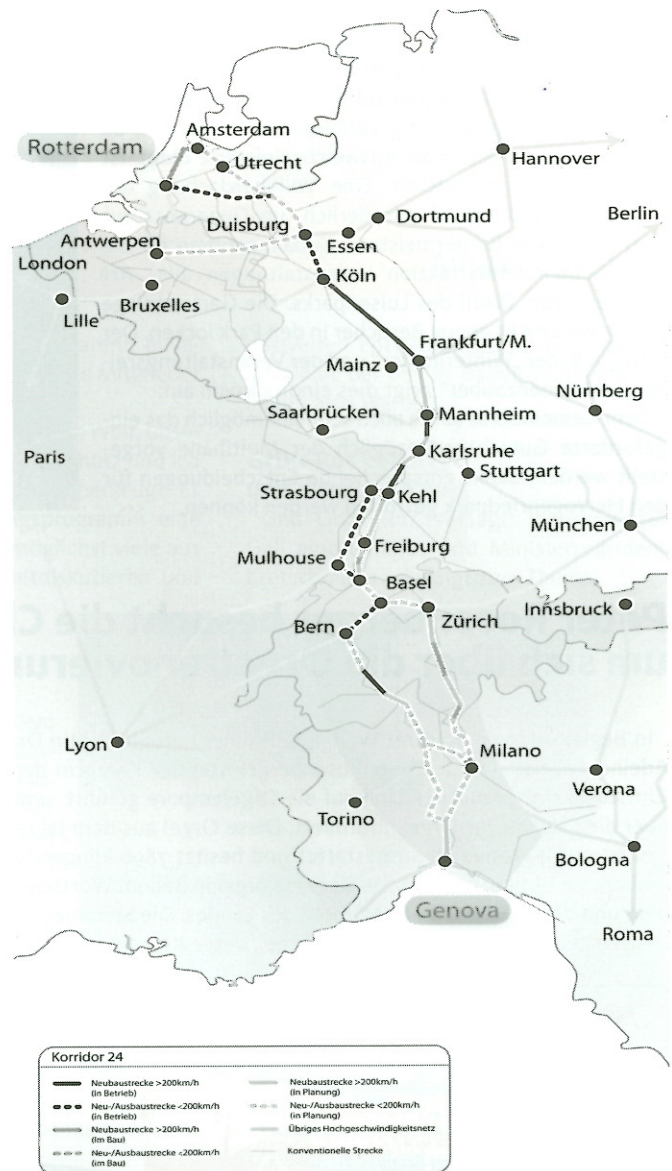 Amsterdam
Rotterdam
Utrecht
Hannover
Dortmund
Duisburg
Berlin
Essen
Antwerpen
London
Köln
Bruxelles
Lille
Frankfurt/M.
Mainz
Nürnberg
Saarbrücken
Mannheim
Karlsruhe
Paris
Stuttgart
Strasbourg
Kehl
München
Freiburg
Mulhouse
Basel
Innsbruck
Zürich
Bern
Lyon
Milano
Verona
Torino
Bologna
Genova
Roma
Korridor 24
Neubaustrecke >200km/h
(in Betrieb)
Neu-/Ausbaustrecke <200km/h
(in Betrieb)
Neubaustrecke >200km/h
(im Bau)
Neu-/Ausbaustrecke <200km/h
(im Bau)
Neubaustrecke >200km/h
(in Planung)
Neu-/Ausbaustrecke <200km/h
(in Planung)
Übriges Hochgeschwindigkeitsnetz
Konventionelle Strecke